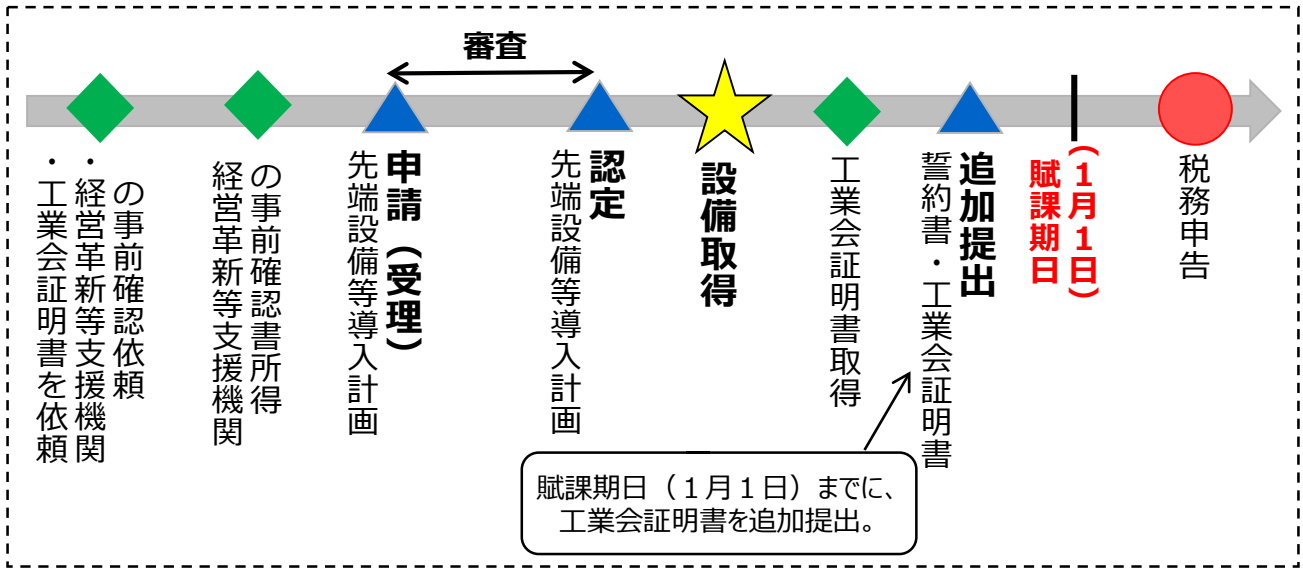 審査
・工業会証明書を依頼
・経営革新等支援機関
の事前確認依頼
経営革新等支援機関
の事前確認書所得
先端設備等導入計画
申請（受理）
先端設備等導入計画
認定
設備取得
工業会証明書取得
誓約書・工業会証明書
追加提出
賦課期日
（１月１日）
税務申告
賦課期日（１月１日）までに、
工業会証明書を追加提出。